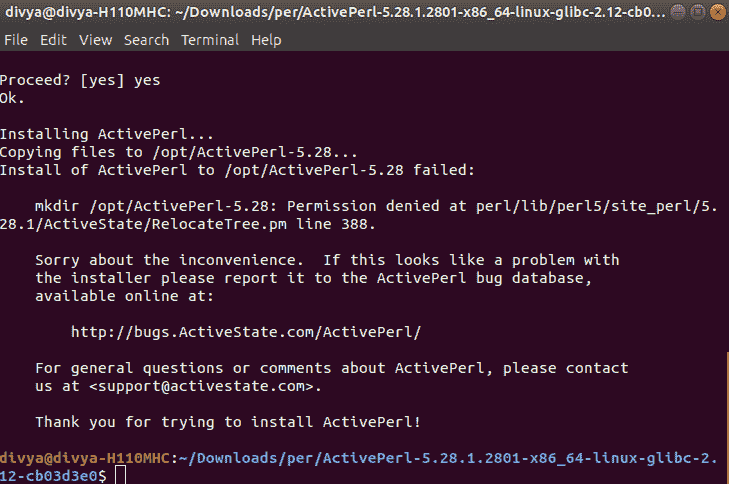 divya@divya-H110MHC: ~/Downloads/per/ActivePerl-5.28.1.2801-x86_64-linux-glibc-2.12-cb0...
File Edit View Search Terminal Help
Proceed? [yes] yes
Ok.
Installing ActivePerl...
Copying files to /opt/ActivePerl-5.28...
Install of ActivePerl to /opt/ActivePerl-5.28 failed:
mkdir /opt/ActivePerl-5.28: Permission denied at perl/lib/perl5/site_perl/5.
28.1/ActiveState/RelocateTree.pm line 388.
Sorry about the inconvenience.  If this looks like a problem with
the installer please report it to the ActivePerl bug database,
available online at:
http://bugs.ActiveState.com/ActivePerl/
For general questions or comments about ActivePerl, please contact
us at <support@activestate.com>.
Thank you for trying to install ActivePerl!
divya@divya-H110MHC:~/Downloads/per/ActivePerl-5.28.1.2801-x86_64-linux-glibc-2.
12-cb03d3e0$